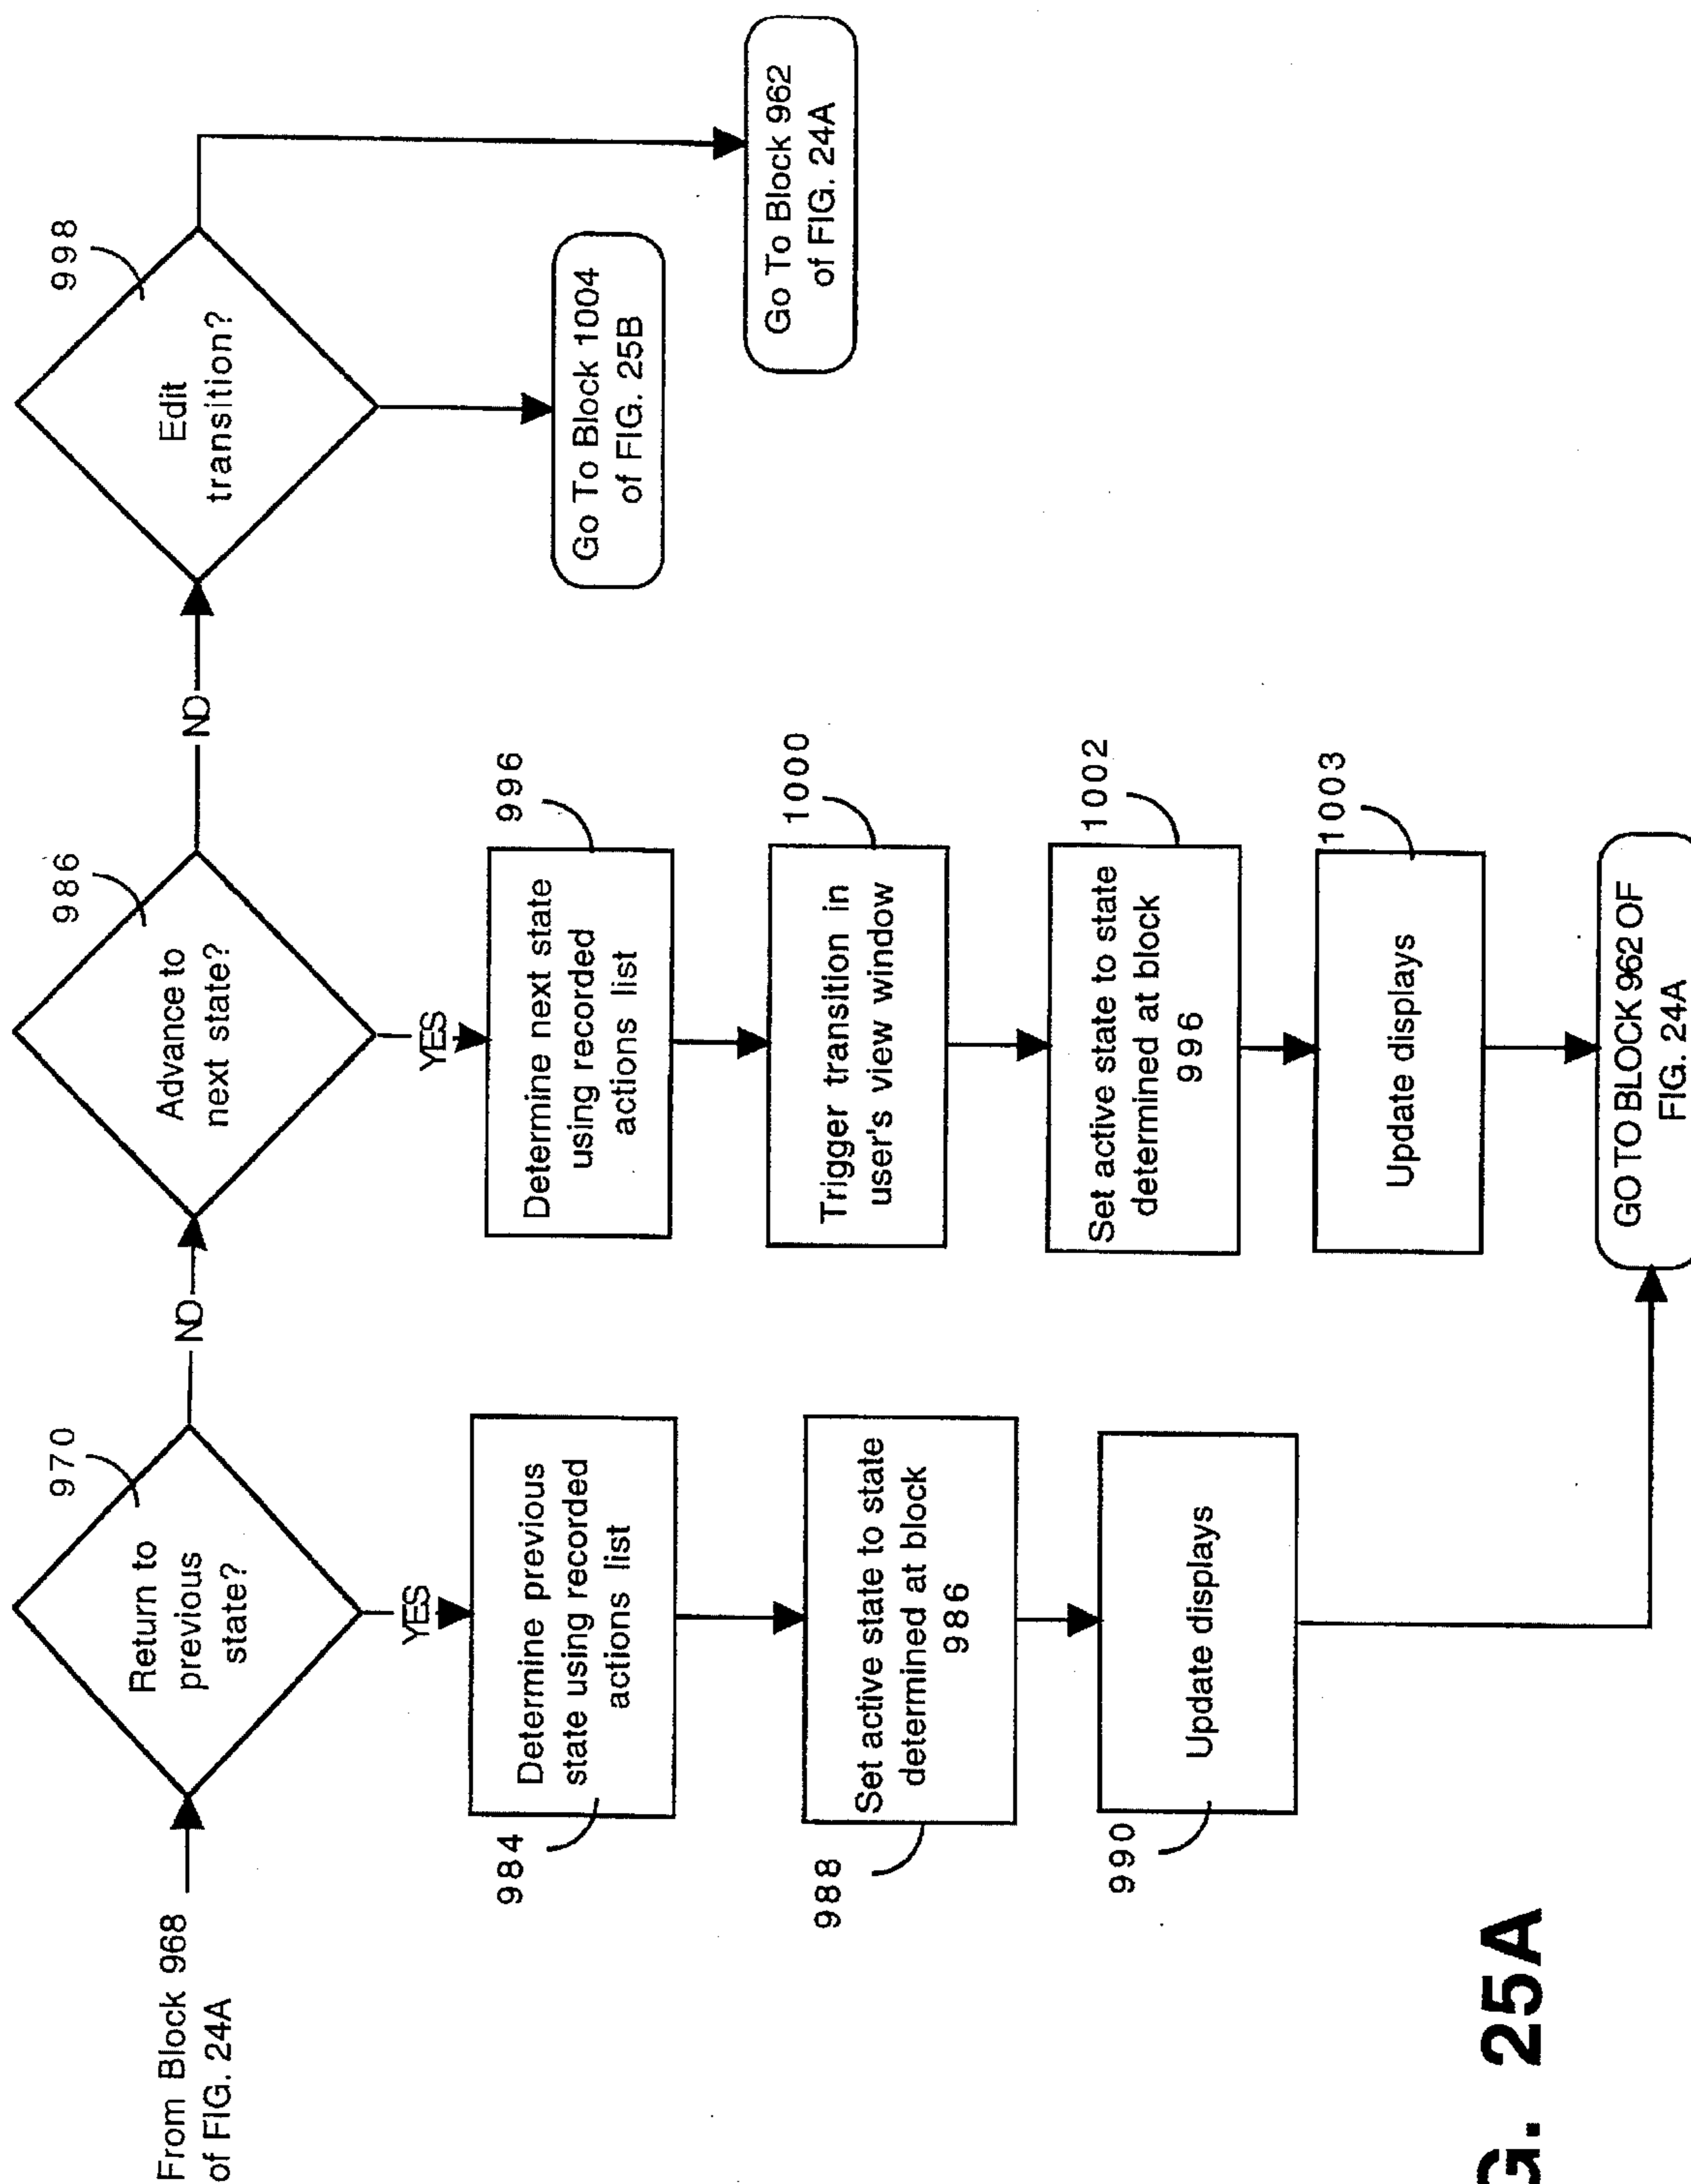 From Block 968
of FIG. 24A
970
Return to
previous
state?
NO
YES
984
Determine previous
state using recorded
actions list
988
Set active state to state
determined at block
986
990
Update displays
986
Advance to
next state?
NO
YES
996
Determine next state
using recorded
actions list
1000
Trigger transition in
user's view window
1002
Set active state to state
determined at block
996
1003
Update displays
GO TO BLOCK 962 OF
FIG. 24A
998
Edit
transition?
Go To Block 1004
of FIG. 25B
Go To Block 962
of FIG. 24A
G. 25A